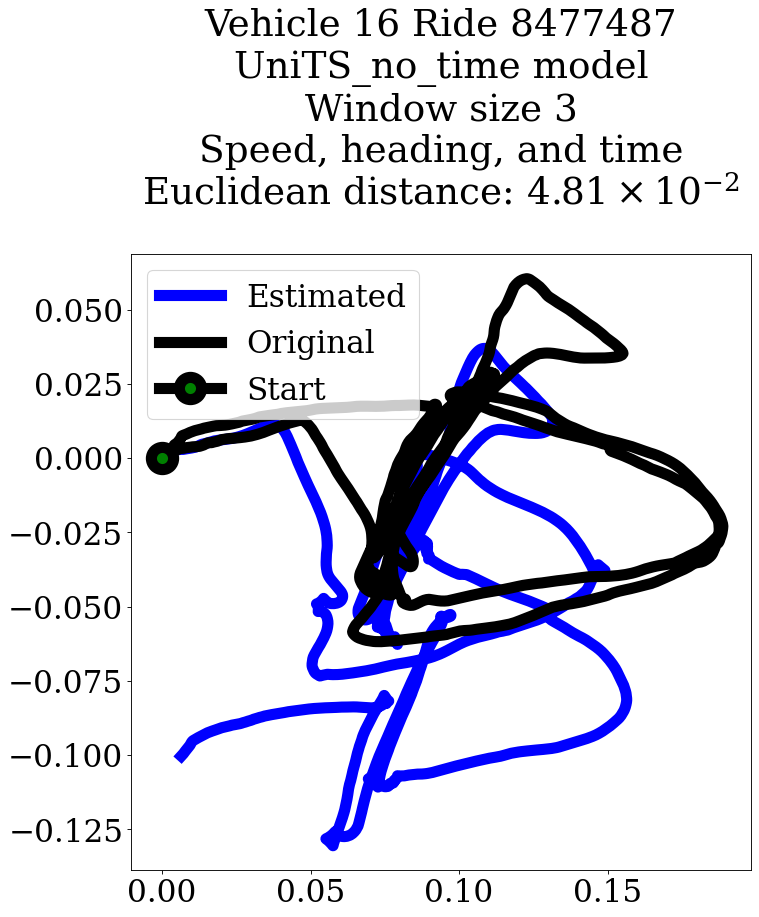 Vehicle 16 Ride 8477487
UniTS_no_time model
Window size 3
Speed, heading, and time
Euclidean distance: 4.81 × 10⁻²
Estimated
Original
Start
0.050
0.025
0.000
−0.025
−0.050
−0.075
−0.100
−0.125
0.00 0.05 0.10 0.15